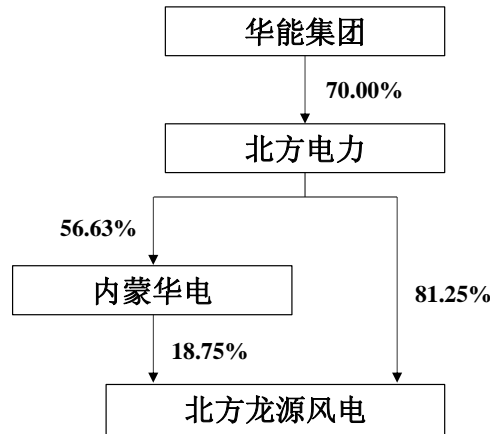 华能集团
70.00%
北方电力
56.63%
内蒙华电
81.25%
18.75%
北方龙源风电